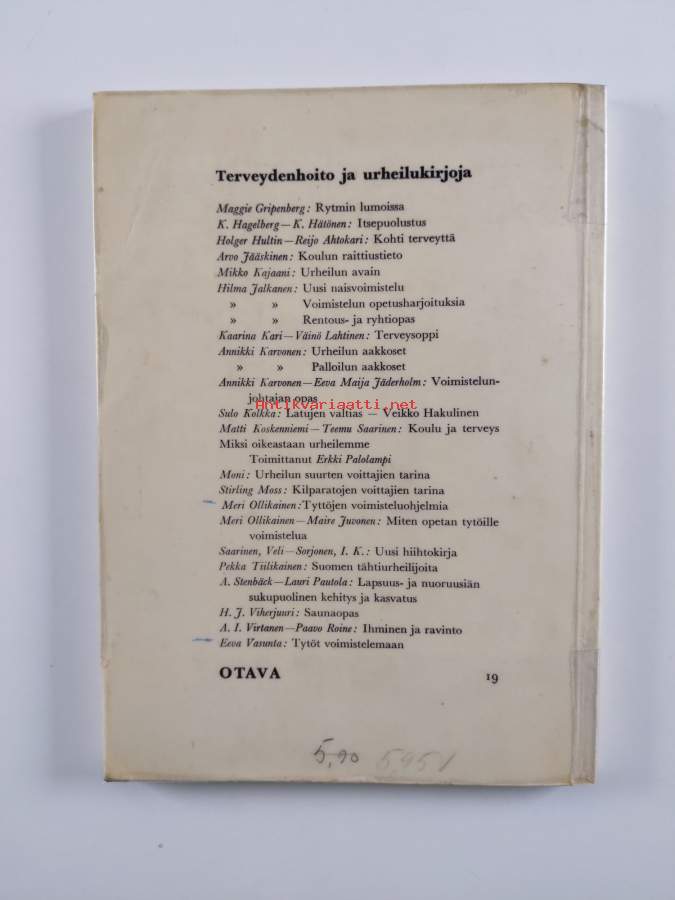 Terveydenhoito ja urheilukirjoja
Maggie Gripenberg: Rytmin lumoissa
K. Hagelberg—K. Hätönen: Itsepuolustus
Holger Hultin—Reijo Ahtokari: Kohti terveyttä
Arvo Jääskinen: Koulun raittiustieto
Mikko Kajaani: Urheilun avain
Hilma Jalkanen: Uusi naisvoimistelu
» » Voimistelun opetusharjoituksia
» » Rentous- ja ryhtiopas
Kaarina Kari—Väinö Lahtinen: Terveysoppi
Annikki Karvonen: Urheilun aakkoset
» » Palloilun aakkoset
Annikki Karvonen—Eeva Maija Jäderholm: Voimistelun-
johtajan opas
Antikvariaatti.net
Sulo Kolkka: Latujen valtias — Veikko Hakulinen
Matti Koskenniemi—Teemu Saarinen: Koulu ja terveys
Miksi oikeastaan urheilemme
Toimittanut Erkki Palolampi
Moni: Urheilun suurten voittajien tarina
Stirling Moss: Kilparatojen voittajien tarina
Meri Ollikainen:Tyttöjen voimisteluohjelmia
Meri Ollikainen—Maire Juvonen: Miten opetan tytöille
voimistelua
Saarinen, Veli—Sorjonen, I. K.: Uusi hiihtokirja
Pekka Tiilikainen: Suomen tähtiurheilijoita
A. Stenbäck—Lauri Pautola: Lapsuus- ja nuoruusiän
sukupuolinen kehitys ja kasvatus
H. J. Viherjuuri: Saunaopas
A. I. Virtanen—Paavo Roine: Ihminen ja ravinto
Eeva Vasunta: Tytöt voimistelemaan
OTAVA 19
5,90